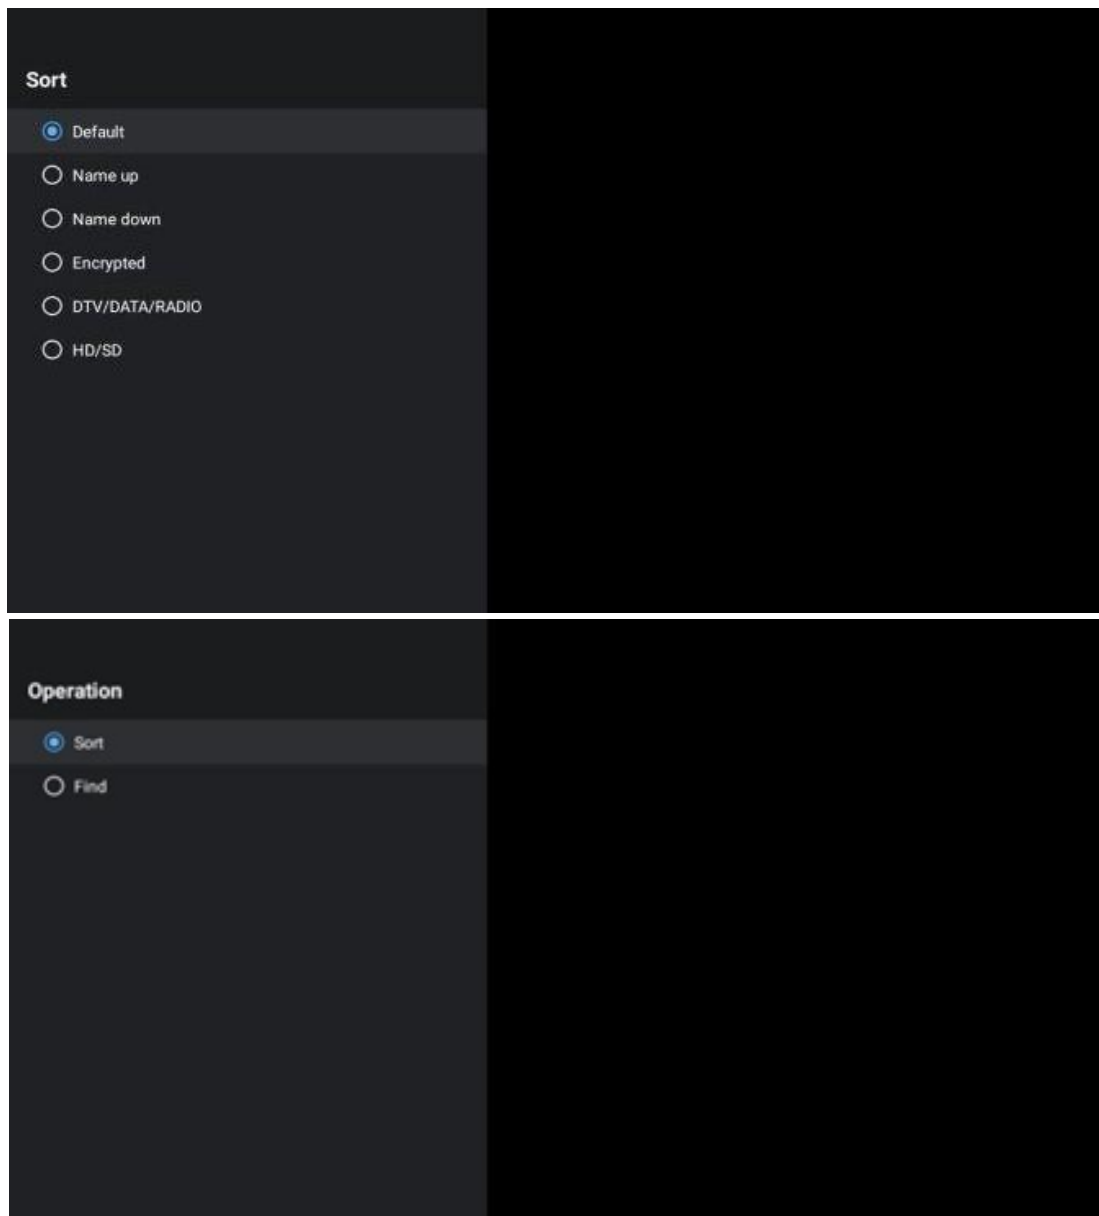 Sort
Default
Name up
Name down
Encrypted
DTV/DATA/RADIO
HD/SD
Operation
Sort
Find